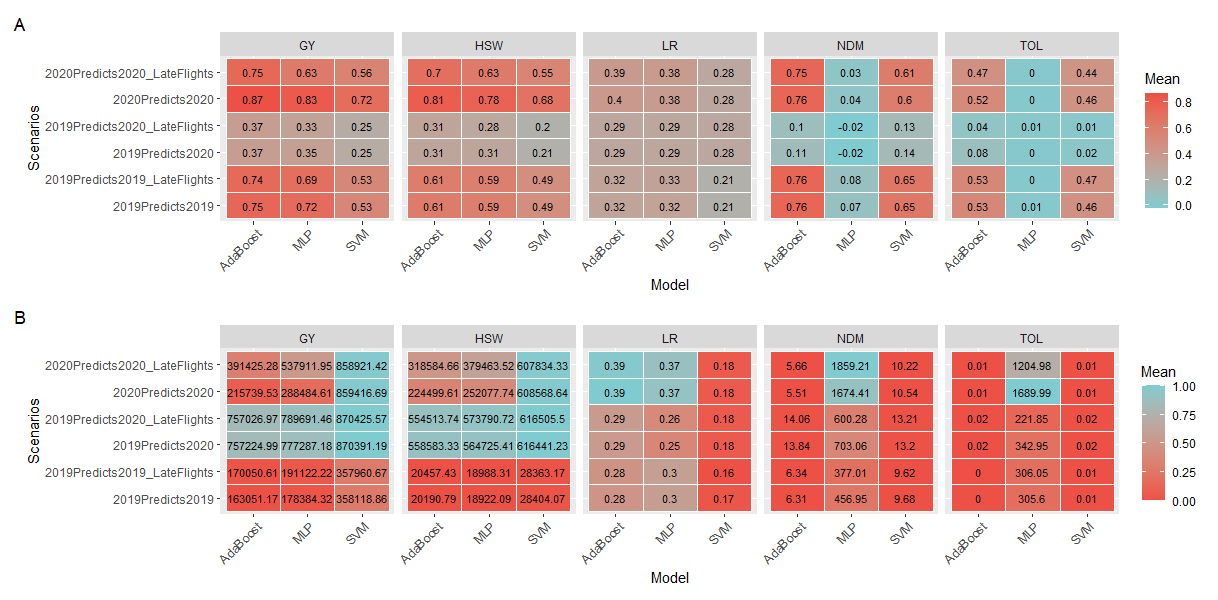 A
GY HSW LR NDM TOL
2020Predicts2020_LateFlights 0.75 0.63 0.56 0.7 0.63 0.55 0.39 0.38 0.28 0.75 0.03 0.61 0.47 0 0.44
2020Predicts2020 0.87 0.83 0.72 0.81 0.78 0.68 0.4 0.38 0.28 0.76 0.04 0.6 0.52 0 0.46
2019Predicts2020_LateFlights 0.37 0.33 0.25 0.31 0.28 0.2 0.29 0.29 0.28 0.1 -0.02 0.13 0.04 0.01 0.01
2019Predicts2020 0.37 0.35 0.25 0.31 0.31 0.21 0.29 0.29 0.28 0.11 -0.02 0.14 0.08 0 0.02
2019Predicts2019_LateFlights 0.74 0.69 0.53 0.61 0.59 0.49 0.32 0.33 0.21 0.76 0.08 0.65 0.53 0 0.47
2019Predicts2019 0.75 0.72 0.53 0.61 0.59 0.49 0.32 0.32 0.21 0.76 0.07 0.65 0.53 0.01 0.46
Scenarios
AdaBoost MLP SVM AdaBoost MLP SVM AdaBoost MLP SVM AdaBoost MLP SVM AdaBoost MLP SVM
Model
Mean
0.8
0.6
0.4
0.2
0.0
B
GY HSW LR NDM TOL
2020Predicts2020_LateFlights 391425.28 537911.95 858921.42 318584.66 379463.52 607834.33 0.39 0.37 0.18 5.66 1859.21 10.22 0.01 1204.98 0.01
2020Predicts2020 215739.53 288484.61 859416.69 224499.61 252077.74 608568.64 0.39 0.37 0.18 5.51 1674.41 10.54 0.01 1689.99 0.01
2019Predicts2020_LateFlights 757026.97 789691.46 870425.57 554513.74 573790.72 616505.5 0.29 0.26 0.18 14.06 600.28 13.21 0.02 221.85 0.02
2019Predicts2020 757224.99 777287.18 870391.19 558583.33 564725.41 616441.23 0.29 0.25 0.18 13.84 703.06 13.2 0.02 342.95 0.02
2019Predicts2019_LateFlights 170050.61 191122.22 357960.67 20457.43 18988.31 28363.17 0.28 0.3 0.16 6.34 377.01 9.62 0 306.05 0.01
2019Predicts2019 163051.17 178384.32 358118.86 20190.79 18922.09 28404.07 0.28 0.3 0.17 6.31 456.95 9.68 0 305.6 0.01
Scenarios
AdaBoost MLP SVM AdaBoost MLP SVM AdaBoost MLP SVM AdaBoost MLP SVM AdaBoost MLP SVM
Model
Mean
1.00
0.75
0.50
0.25
0.00